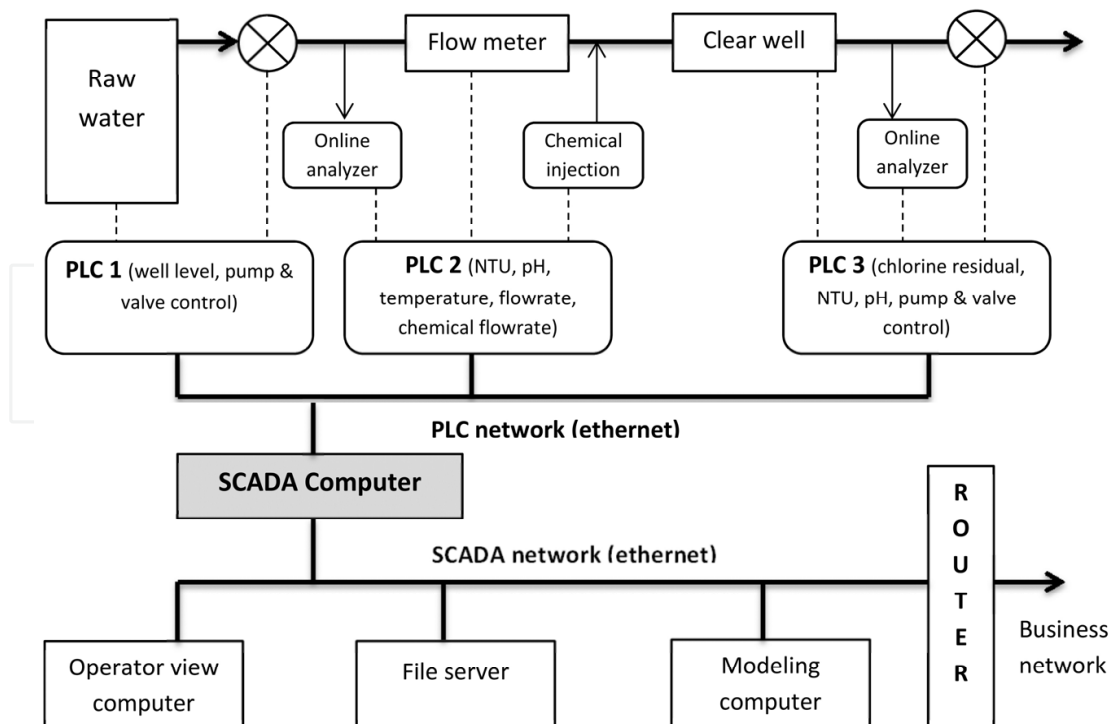 Raw
water
Flow meter
Clear well
Online
analyzer
Chemical
injection
Online
analyzer
PLC 1 (well level, pump &
valve control)
PLC 2 (NTU, pH,
temperature, flowrate,
chemical flowrate)
PLC 3 (chlorine residual,
NTU, pH, pump & valve
control)
PLC network (ethernet)
SCADA Computer
SCADA network (ethernet)
R
O
U
T
E
R
Business
network
Operator view
computer
File server
Modeling
computer